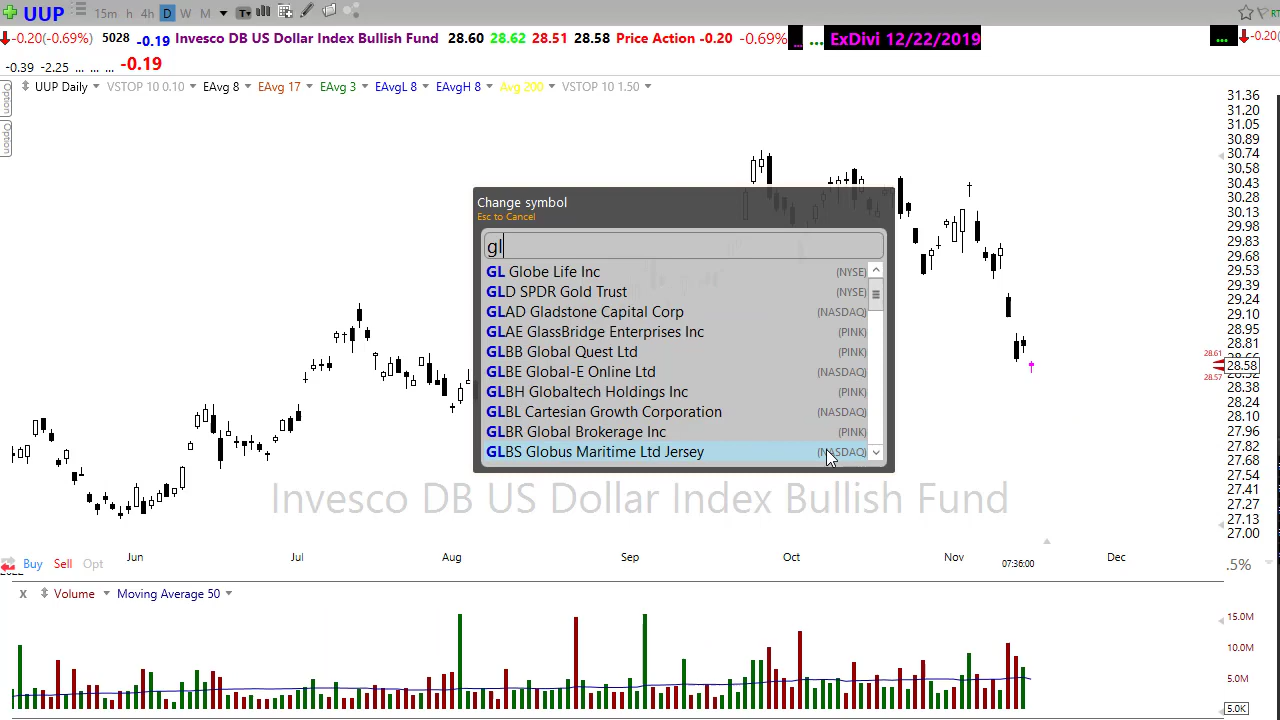 UUP 15m h 4h D W M T
-0.20(-0.69%) 5028 -0.19 Invesco DB US Dollar Index Bullish Fund 28.60 28.62 28.51 28.58 Price Action -0.20 -0.69% ... ... ExDivi 12/22/2019 ... -0.20(
-0.39 -2.25 ... ... ... -0.19
Option
Option
UUP Daily VSTOP 10 0.10 EAvg 8 EAvg 17 EAvg 3 EAvgL 8 EAvgH 8 Avg 200 VSTOP 10 1.50
31.36
31.20
31.05
30.89
30.74
30.58
30.43
30.28
30.13
29.98
29.83
29.68
29.53
29.39
29.24
29.10
28.95
28.81
28.61
28.58
28.57
28.38
28.24
28.10
27.96
27.82
27.68
27.54
27.41
27.27
27.13
27.00
Change symbol
Esc to Cancel
gl
GL Globe Life Inc (NYSE)
GLD SPDR Gold Trust (NYSE)
GLAD Gladstone Capital Corp (NASDAQ)
GLAE GlassBridge Enterprises Inc (PINK)
GLBB Global Quest Ltd (PINK)
GLBE Global-E Online Ltd (NASDAQ)
GLBH Globaltech Holdings Inc (PINK)
GLBL Cartesian Growth Corporation (NASDAQ)
GLBR Global Brokerage Inc (PINK)
GLBS Globus Maritime Ltd Jersey (NASDAQ)
Invesco DB US Dollar Index Bullish Fund
Jun Jul Aug Sep Oct Nov Dec
Buy Sell Opt 07:36:00 .5%
x Volume Moving Average 50
15.0M
10.0M
5.0M
5.0K